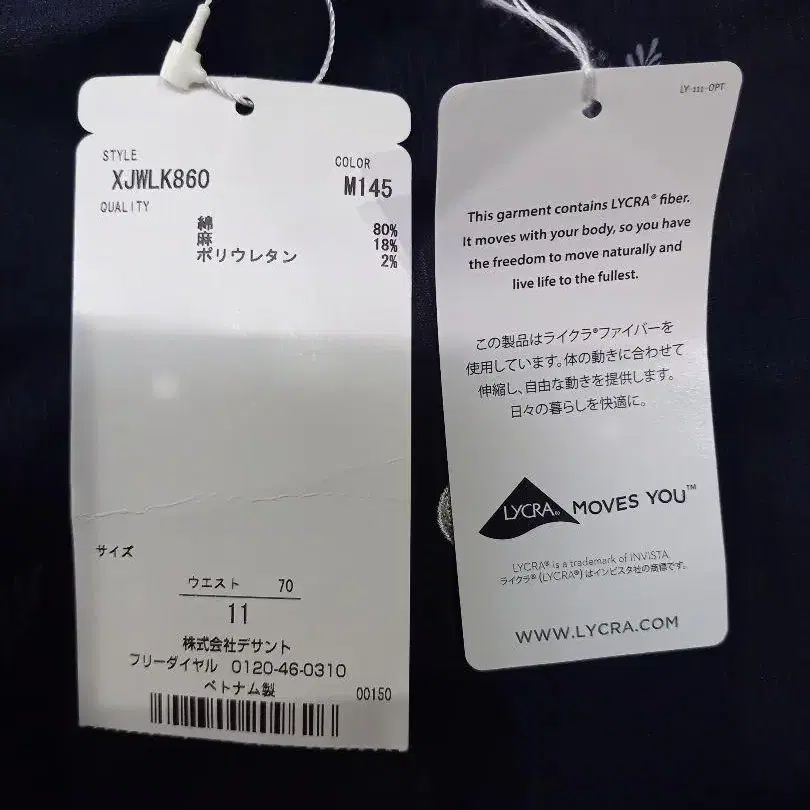 STYLE
XJWLK860
COLOR
M145
QUALITY
綿 80%
麻 18%
ポリウレタン 2%
サイズ
ウエスト 70
11
株式会社デサント
フリーダイヤル 0120-46-0310
ベトナム製
00150
LY-111-OPT
This garment contains LYCRA® fiber.
It moves with your body, so you have
the freedom to move naturally and
live life to the fullest.
この製品はライクラ®ファイバーを
使用しています。体の動きに合わせて
伸縮し、自由な動きを提供します。
日々の暮らしを快適に。
LYCRA® MOVES YOU™
LYCRA® is a trademark of INVISTA.
ライクラ® (LYCRA®) はインビスタ社の商標です。
WWW.LYCRA.COM